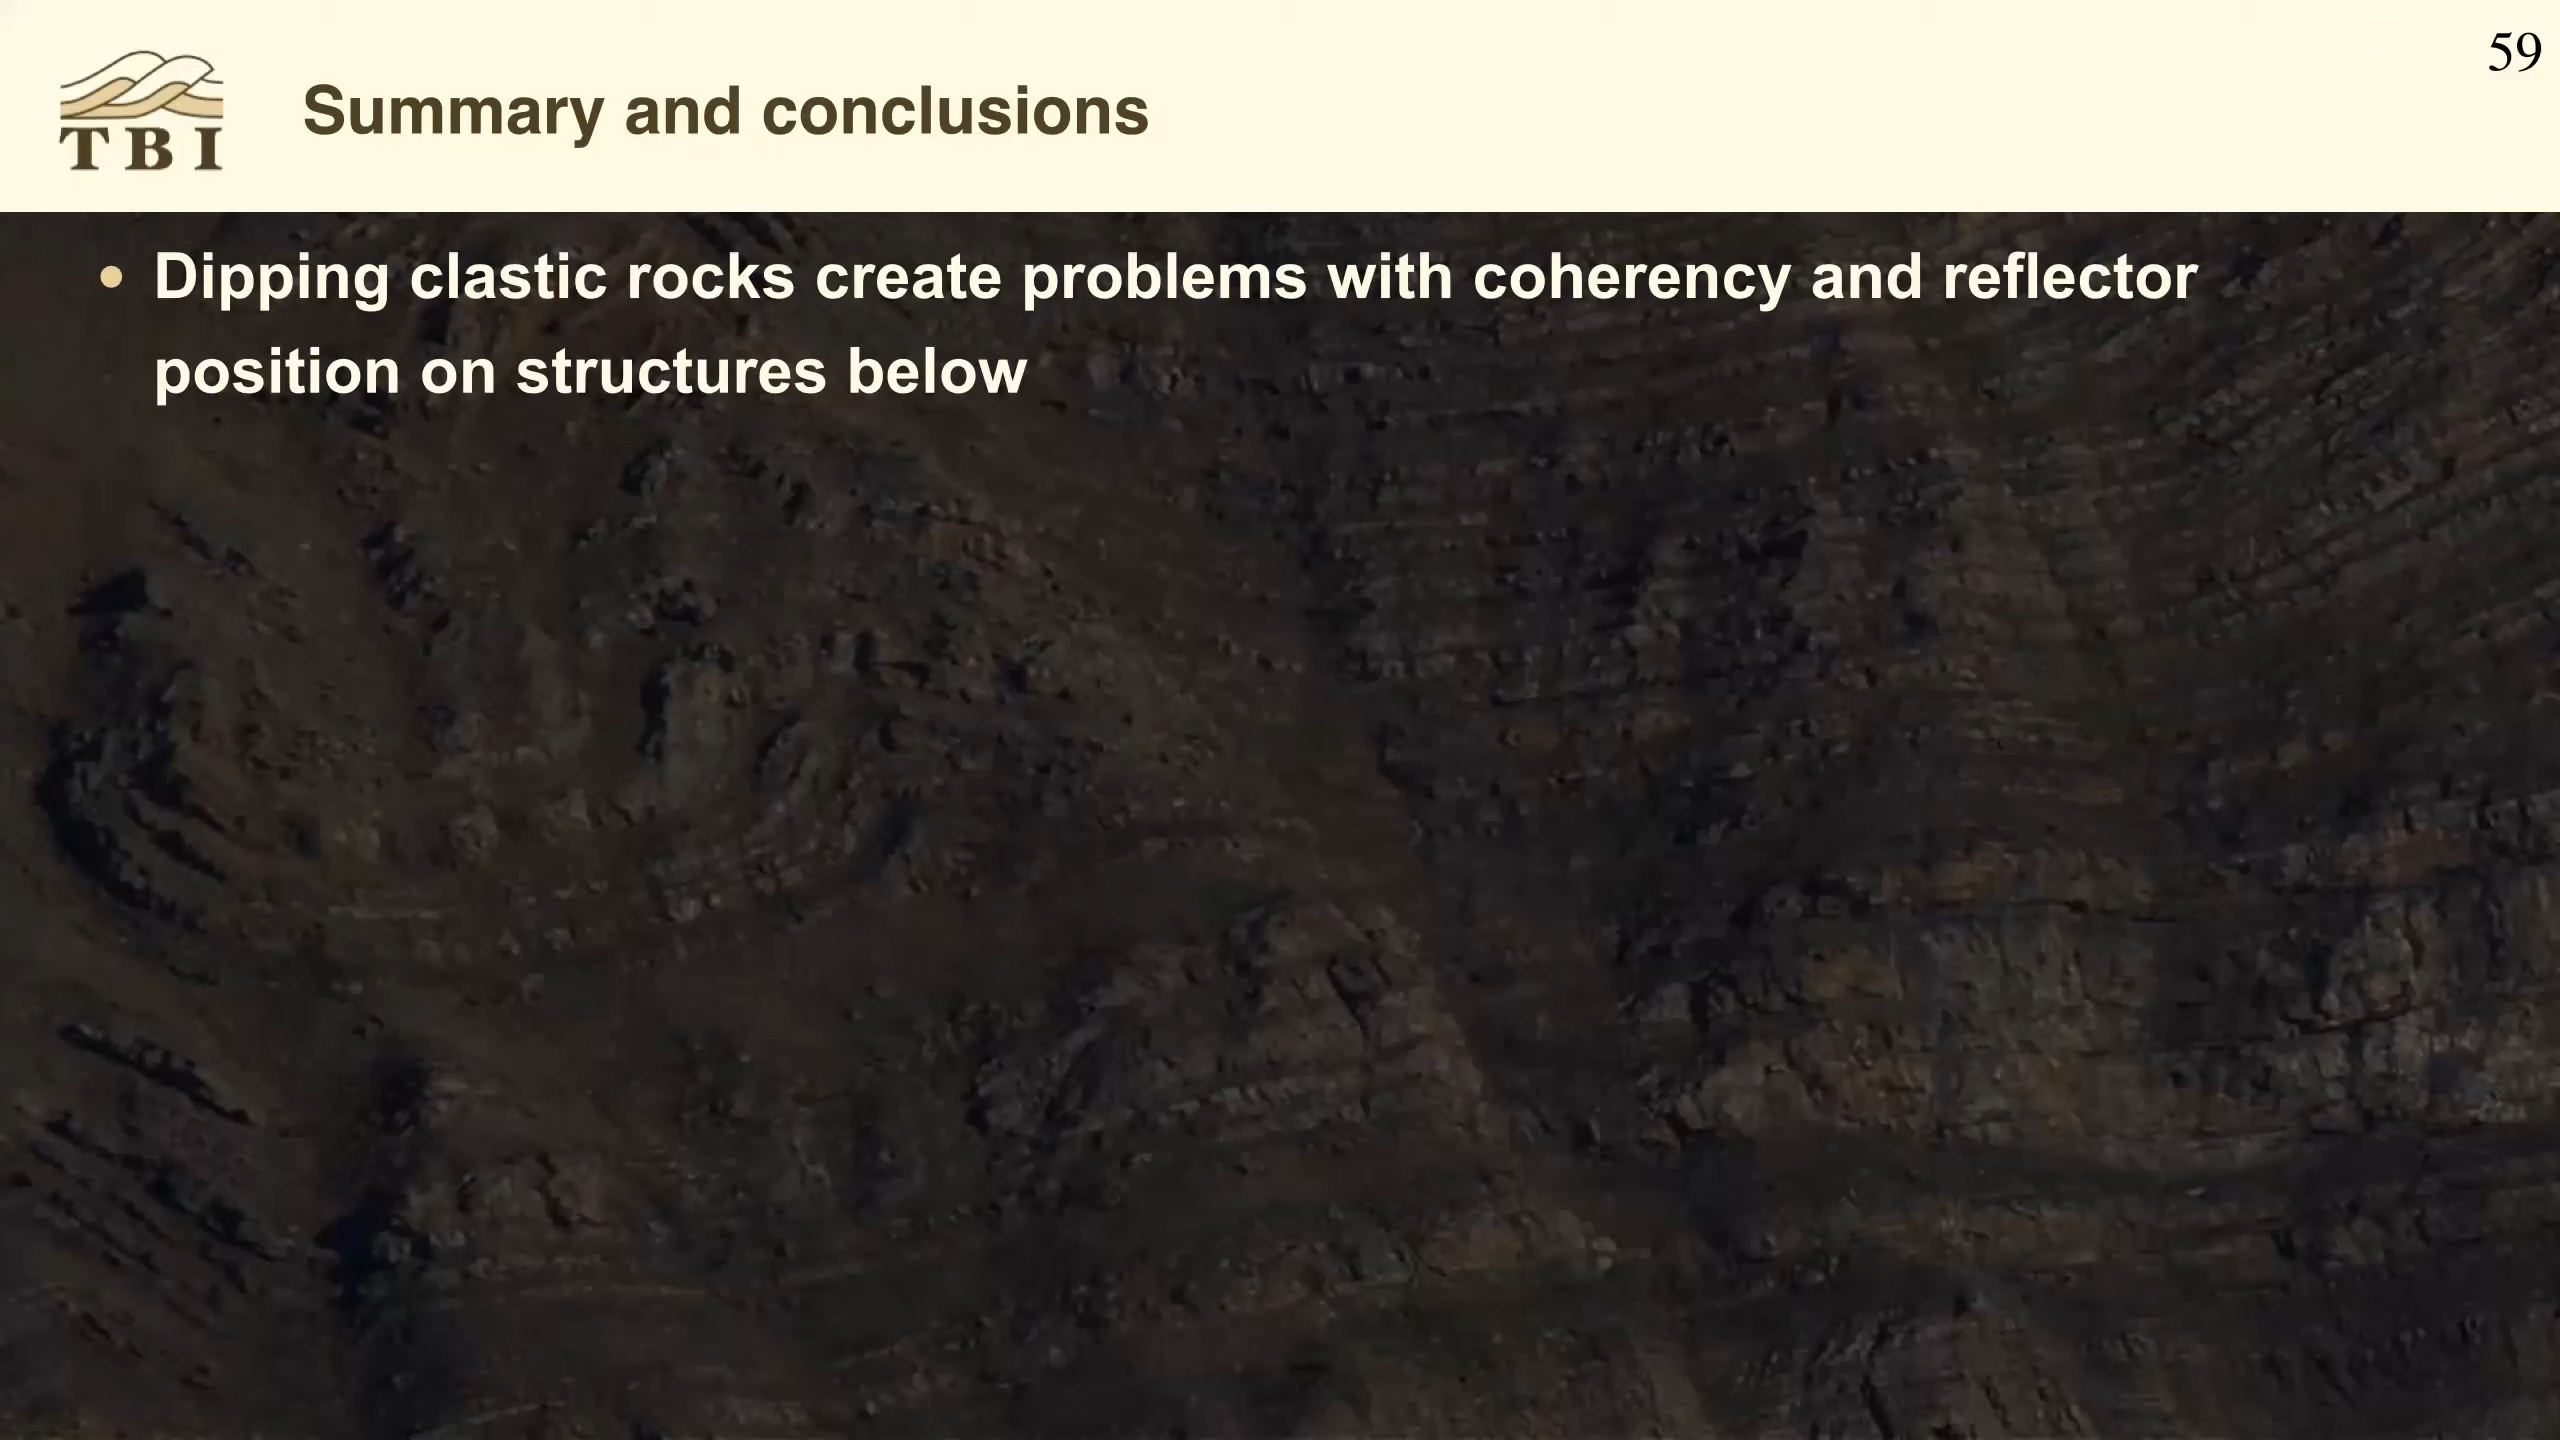 59
TBI
Summary and conclusions
• Dipping clastic rocks create problems with coherency and reflector
position on structures below